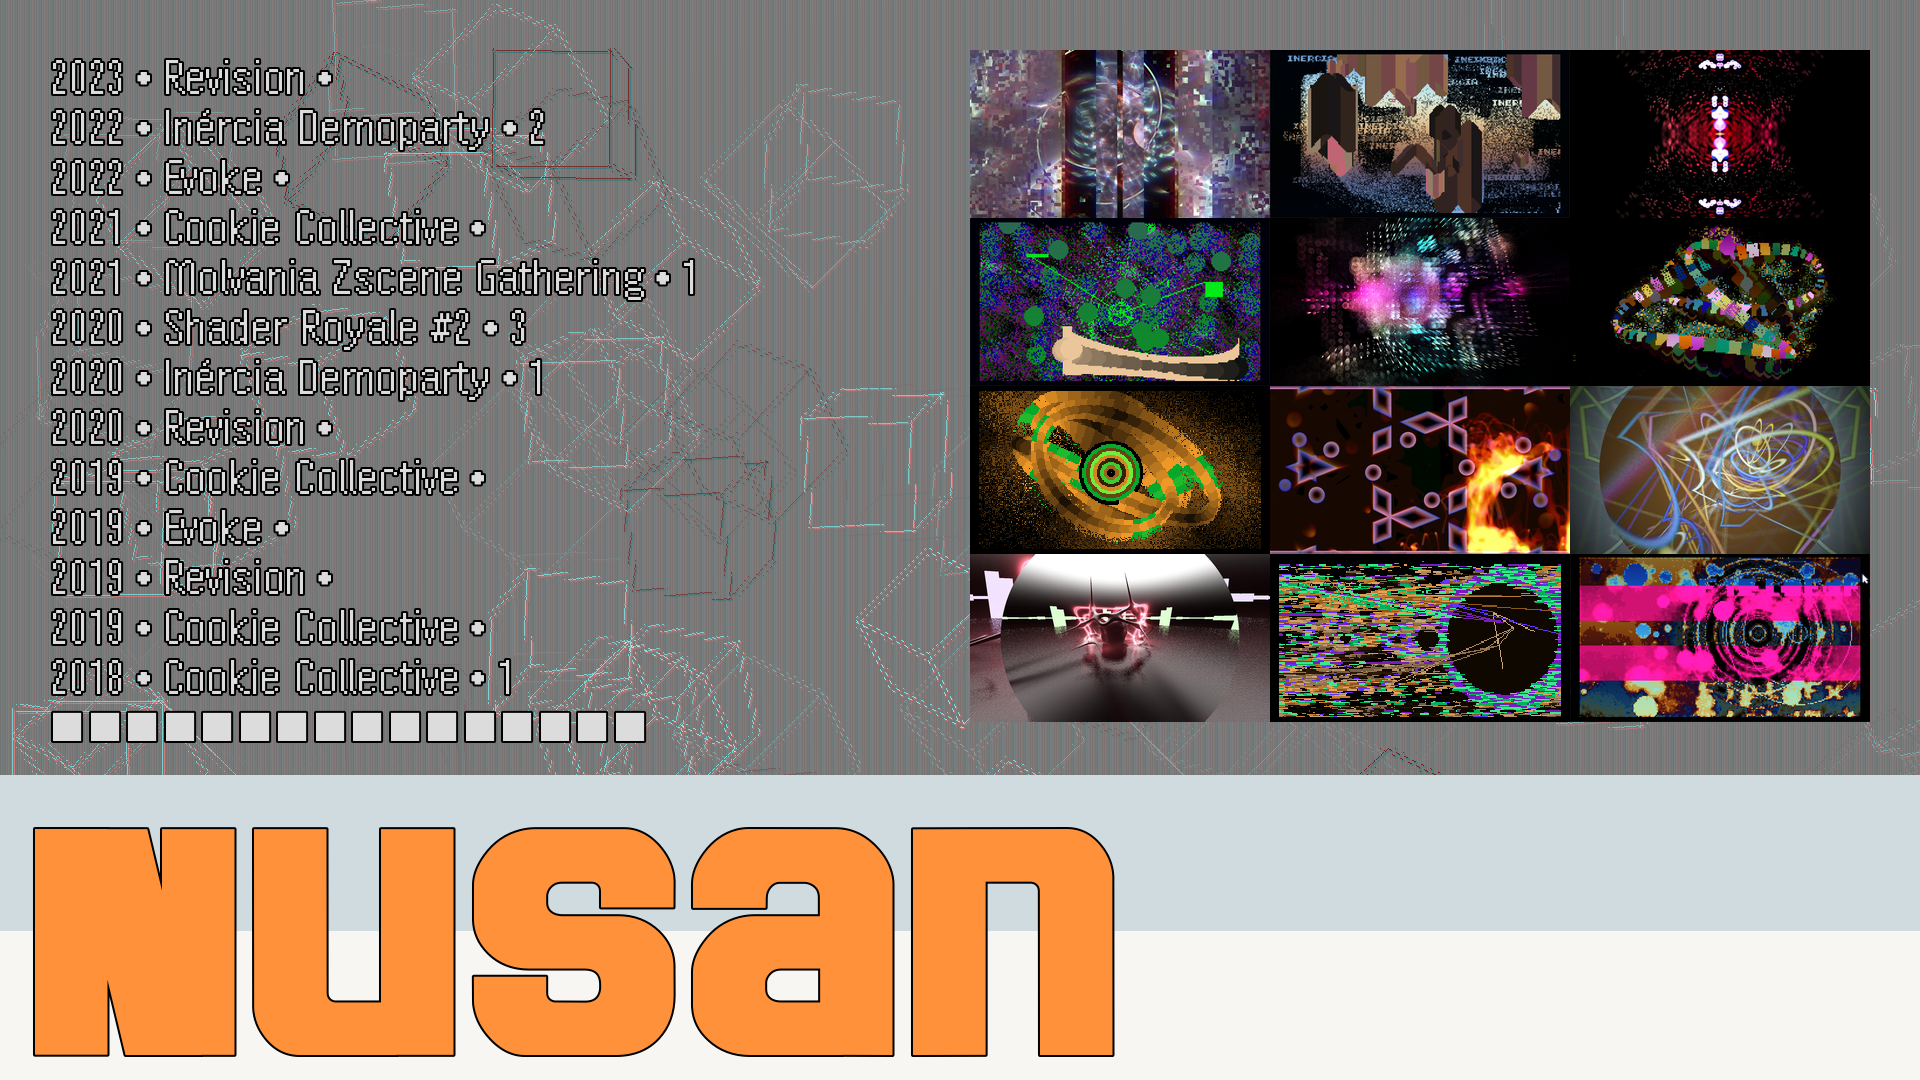 2023 • Revision •
2022 • Inércia Demoparty • 2
2022 • Evoke •
2021 • Cookie Collective •
2021 • Molvania Zscene Gathering • 1
2020 • Shader Royale #2 • 3
2020 • Inércia Demoparty • 1
2020 • Revision •
2019 • Cookie Collective •
2019 • Evoke •
2019 • Revision •
2019 • Cookie Collective •
2018 • Cookie Collective • 1
INERCIA
Nusan